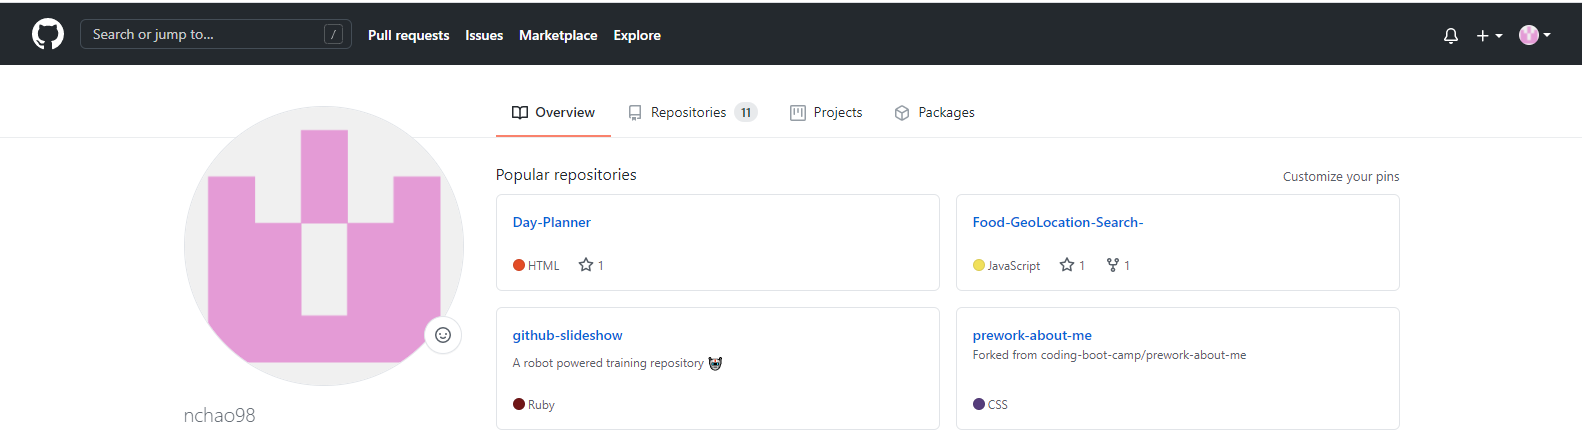 Search or jump to... /
Pull requests Issues Marketplace Explore
Overview Repositories 11 Projects Packages
Popular repositories Customize your pins
Day-Planner
HTML 1
Food-GeoLocation-Search-
JavaScript 1 1
github-slideshow
A robot powered training repository
Ruby
prework-about-me
Forked from coding-boot-camp/prework-about-me
CSS
nchao98